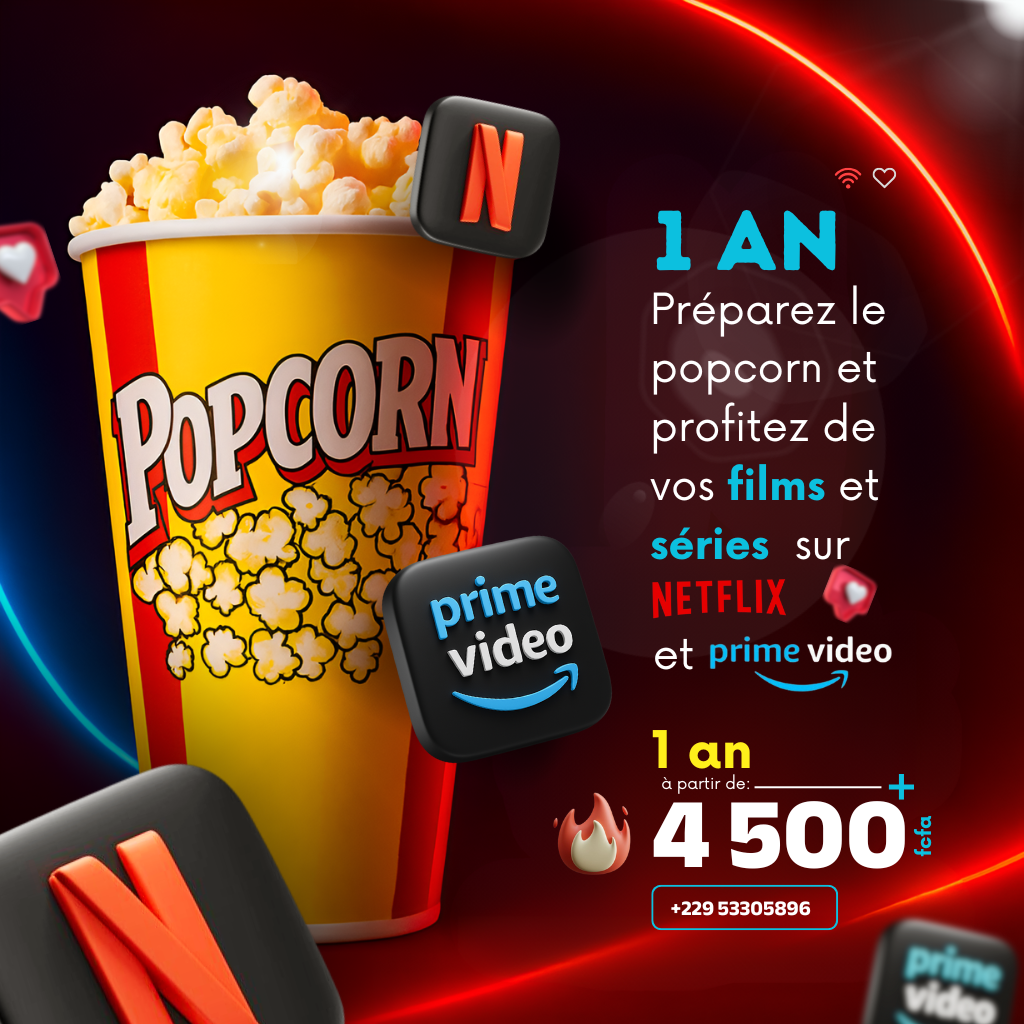 N
1 AN
Préparez le
popcorn et
profitez de
vos films et
séries sur
NETFLIX
et prime video
POPCORN
prime
video
1 an
à partir de:
4 500 fcfa
+229 53305896
N
prime
video